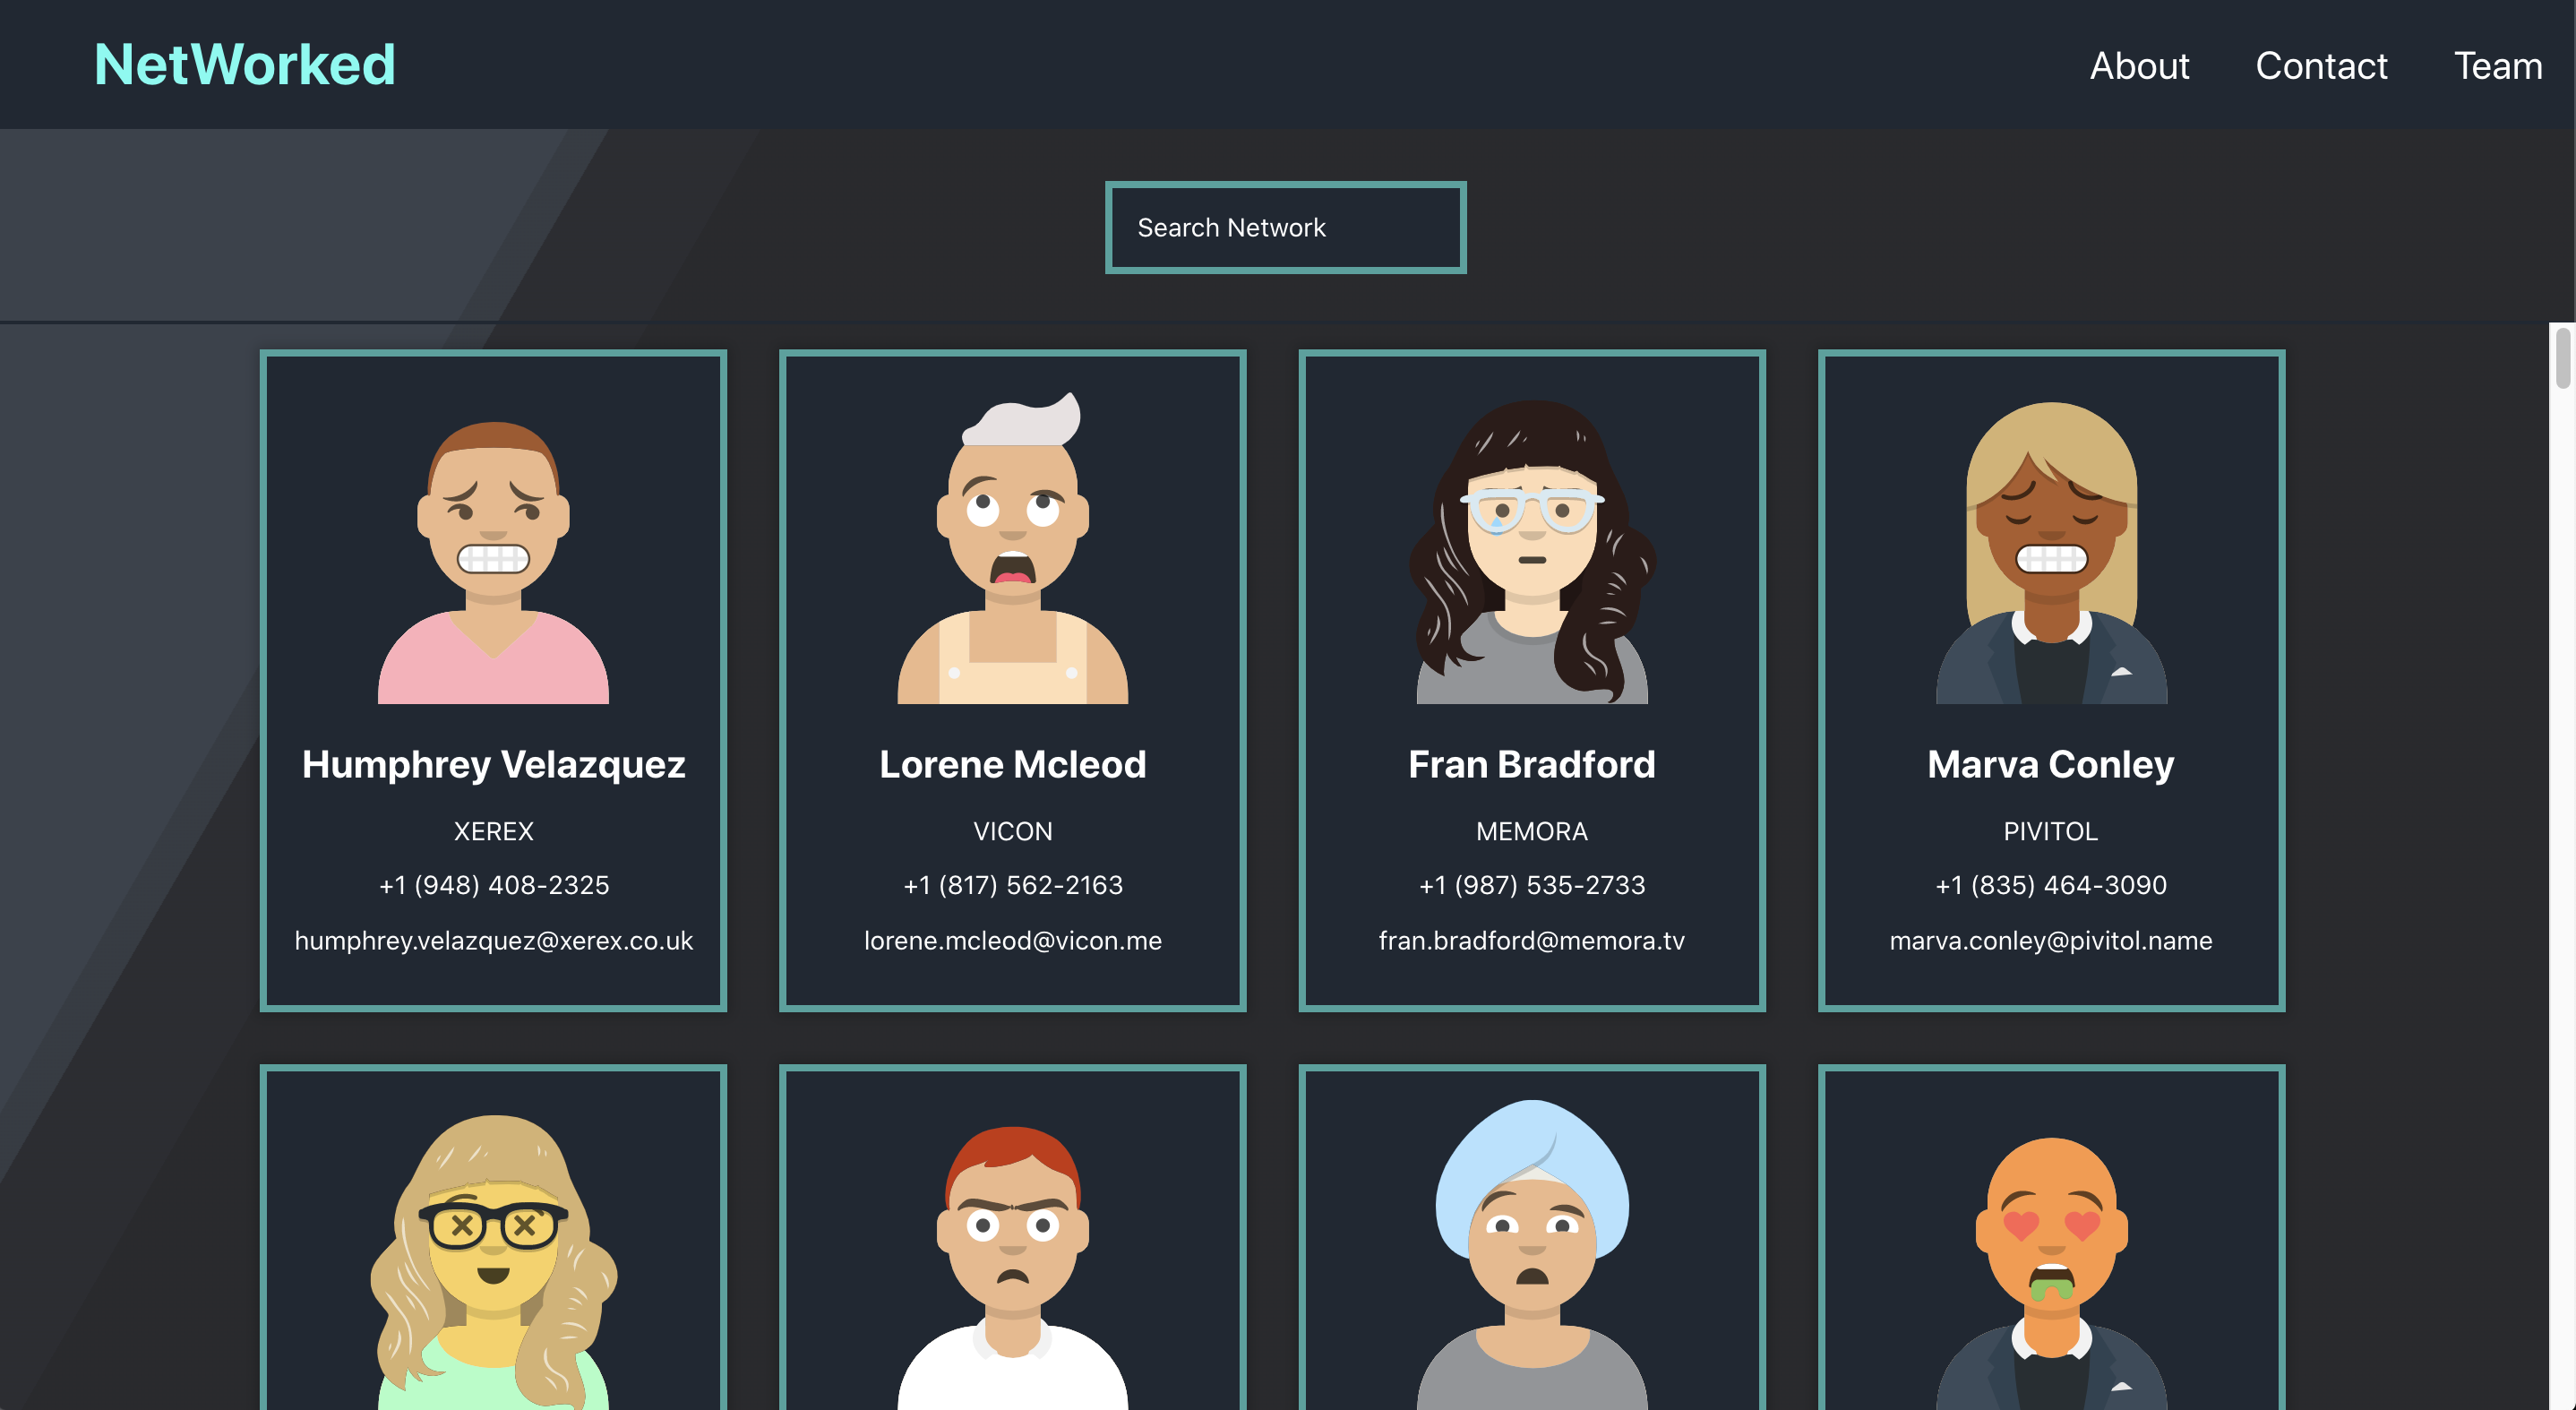 NetWorked
About
Contact
Team
Search Network
Humphrey Velazquez
XEREX
+1 (948) 408-2325
humphrey.velazquez@xerex.co.uk
Lorene Mcleod
VICON
+1 (817) 562-2163
lorene.mcleod@vicon.me
Fran Bradford
MEMORA
+1 (987) 535-2733
fran.bradford@memora.tv
Marva Conley
PIVITOL
+1 (835) 464-3090
marva.conley@pivitol.name